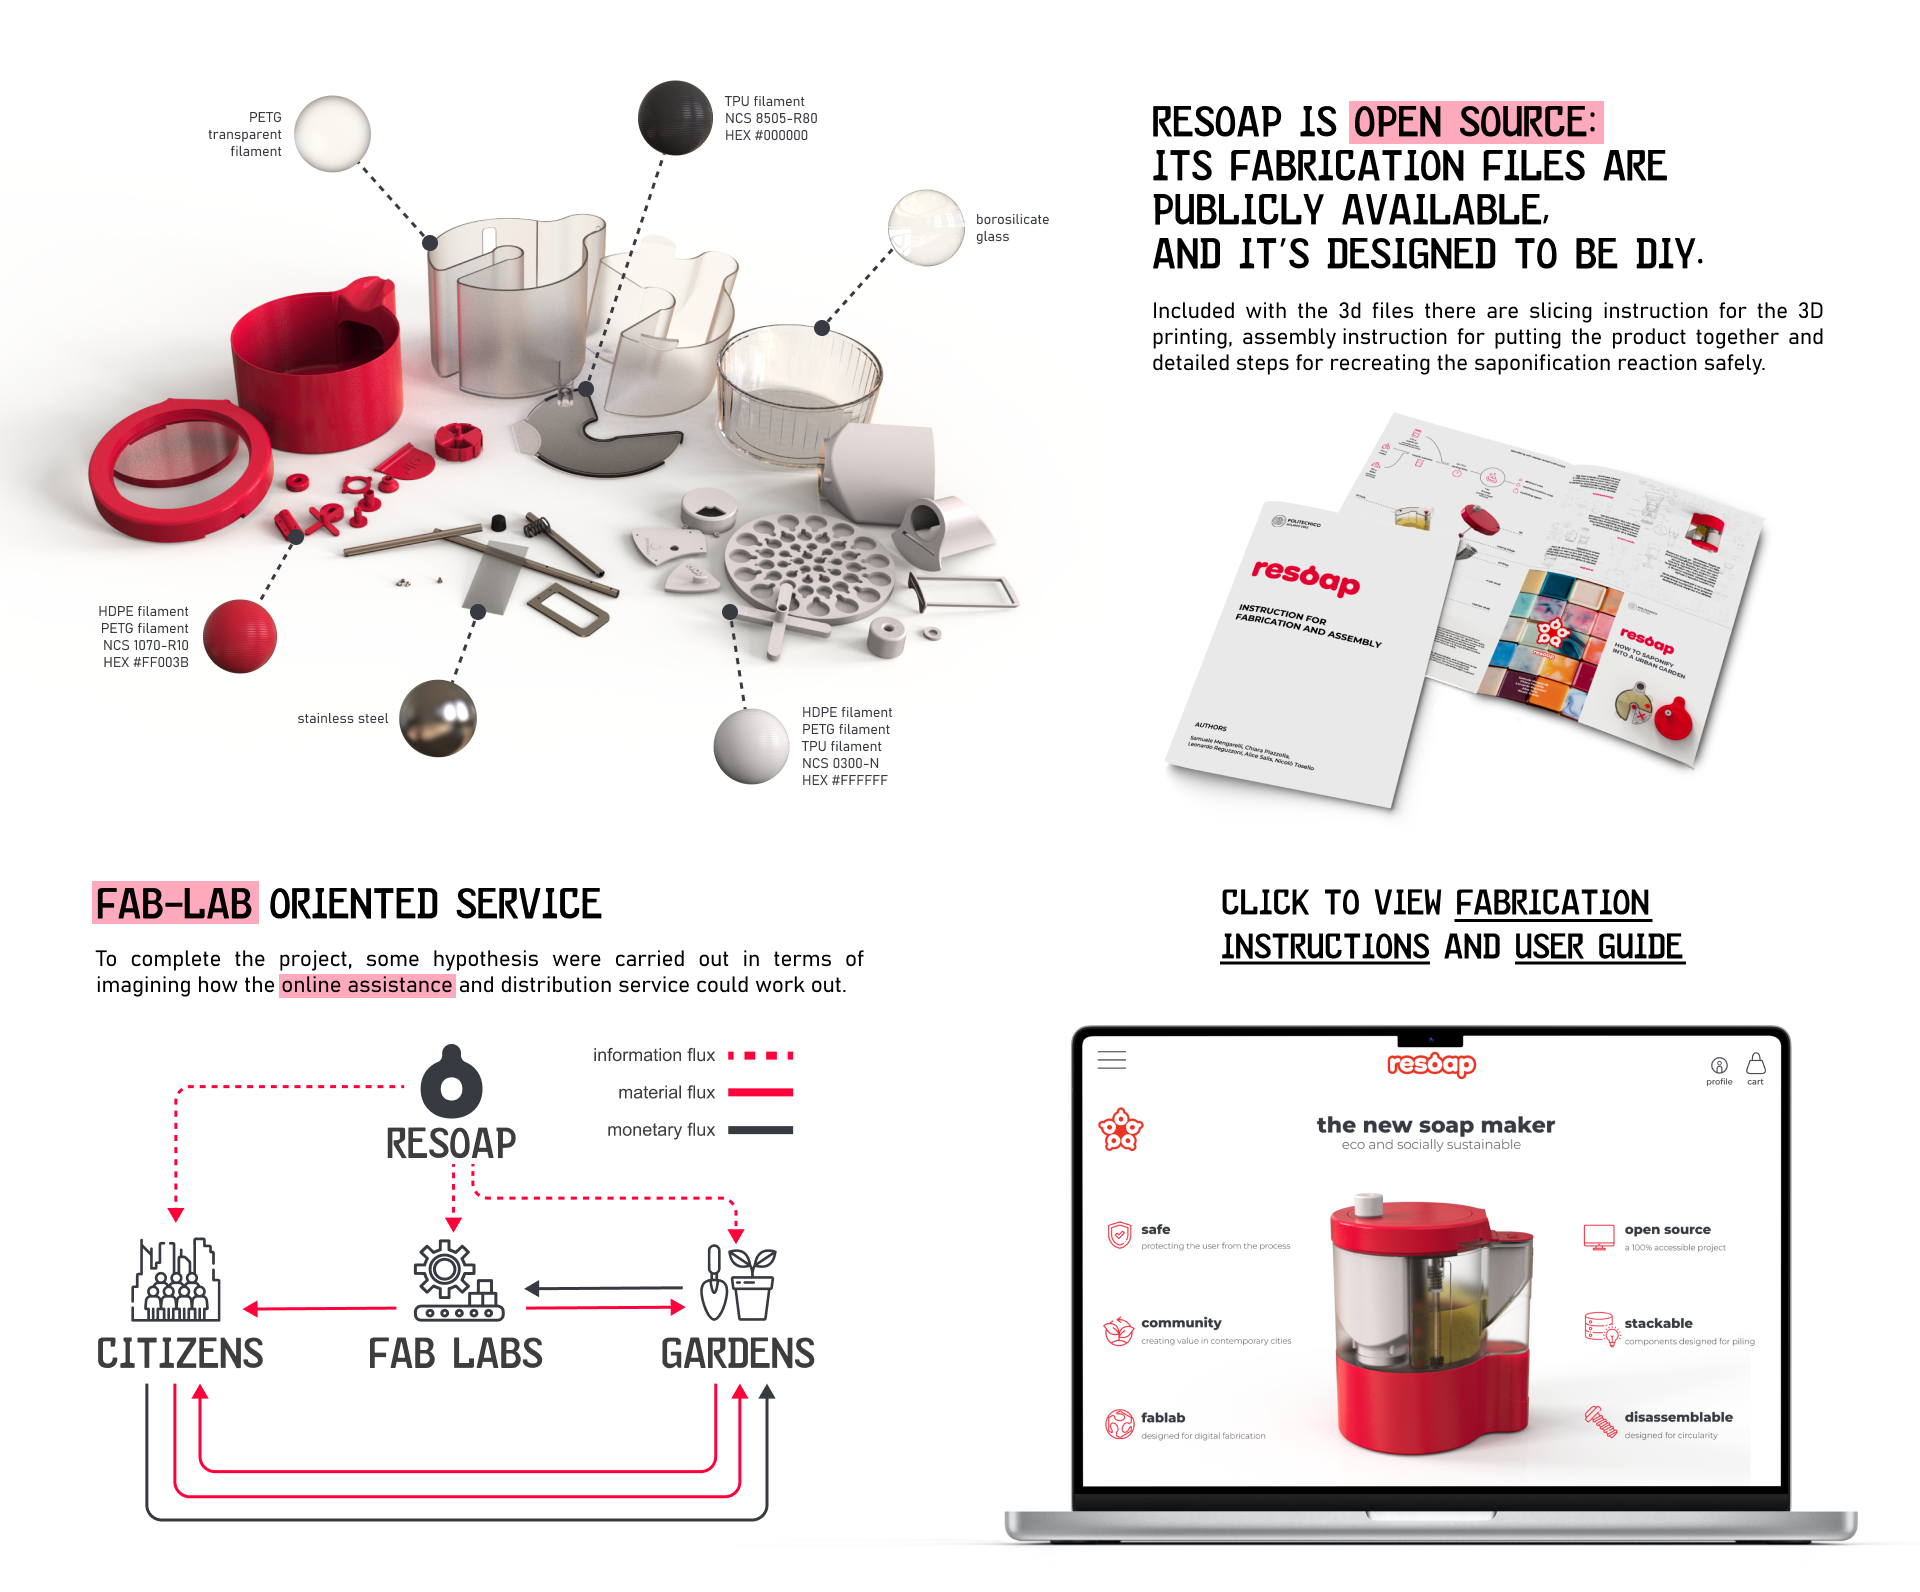 PETG
transparent
filament
TPU filament
NCS 8505-R80
HEX #000000
borosilicate
glass
HDPE filament
PETG filament
NCS 1070-R10
HEX #FF003B
stainless steel
HDPE filament
PETG filament
TPU filament
NCS 0300-N
HEX #FFFFFF
RESOAP IS OPEN SOURCE:
ITS FABRICATION FILES ARE
PUBLICLY AVAILABLE,
AND IT'S DESIGNED TO BE DIY.
Included with the 3d files there are slicing instruction for the 3D
printing, assembly instruction for putting the product together and
detailed steps for recreating the saponification reaction safely.
POLITECNICO
resoap
INSTRUCTION FOR
FABRICATION AND ASSEMBLY
AUTHORS
Samuele Mengarelli, Chiara Piazzolla,
Leonardo Reguzzoni, Alice Salis, Nicolò Tosello
resoap
resoap
HOW TO SAPONIFY
INTO A URBAN GARDEN
FAB-LAB ORIENTED SERVICE
To complete the project, some hypothesis were carried out in terms of
imagining how the online assistance and distribution service could work out.
information flux
material flux
monetary flux
RESOAP
CITIZENS
FAB LABS
GARDENS
CLICK TO VIEW FABRICATION
INSTRUCTIONS AND USER GUIDE
resoap
profile
cart
the new soap maker
eco and socially sustainable
safe
protecting the user from the process
community
creating value in contemporary cities
fablab
designed for digital fabrication
open source
a 100% accessible project
stackable
components designed for piling
disassemblable
designed for circularity